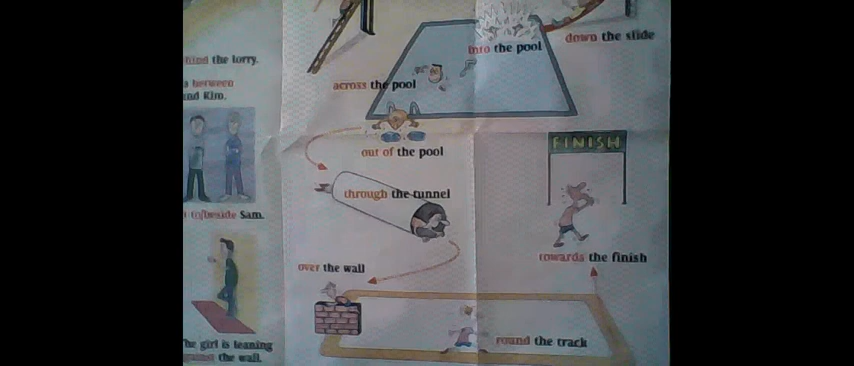 the lorry.
between
and Kiro.
beside Sam.
The girl is leaning
against the wall.
into the pool
down the slide
across the pool
out of the pool
FINISH
through the tunnel
towards the finish
over the wall
round the track